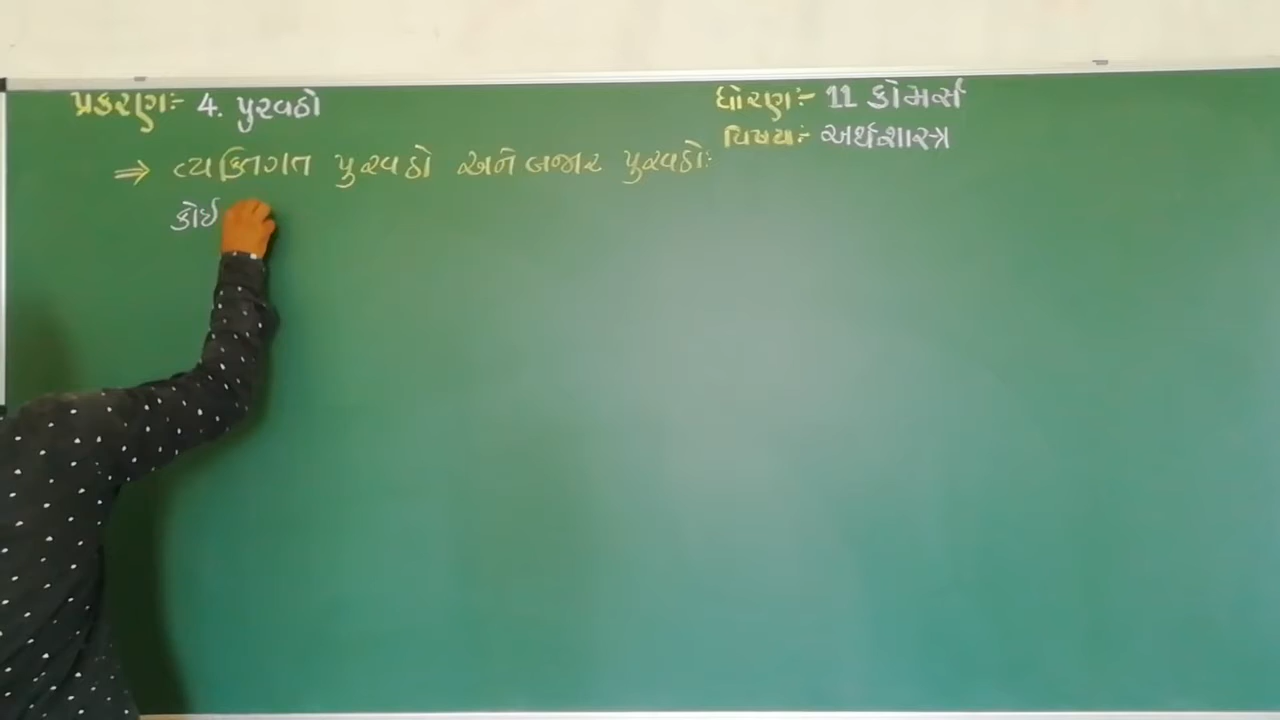 પ્રકરણ:- 4. પુરવઠો
ધોરણ:- 11 કોમર્સ
વિષય:- અર્થશાસ્ત્ર
⇒ વ્યક્તિગત પુરવઠો અને બજાર પુરવઠો:
કોઈ